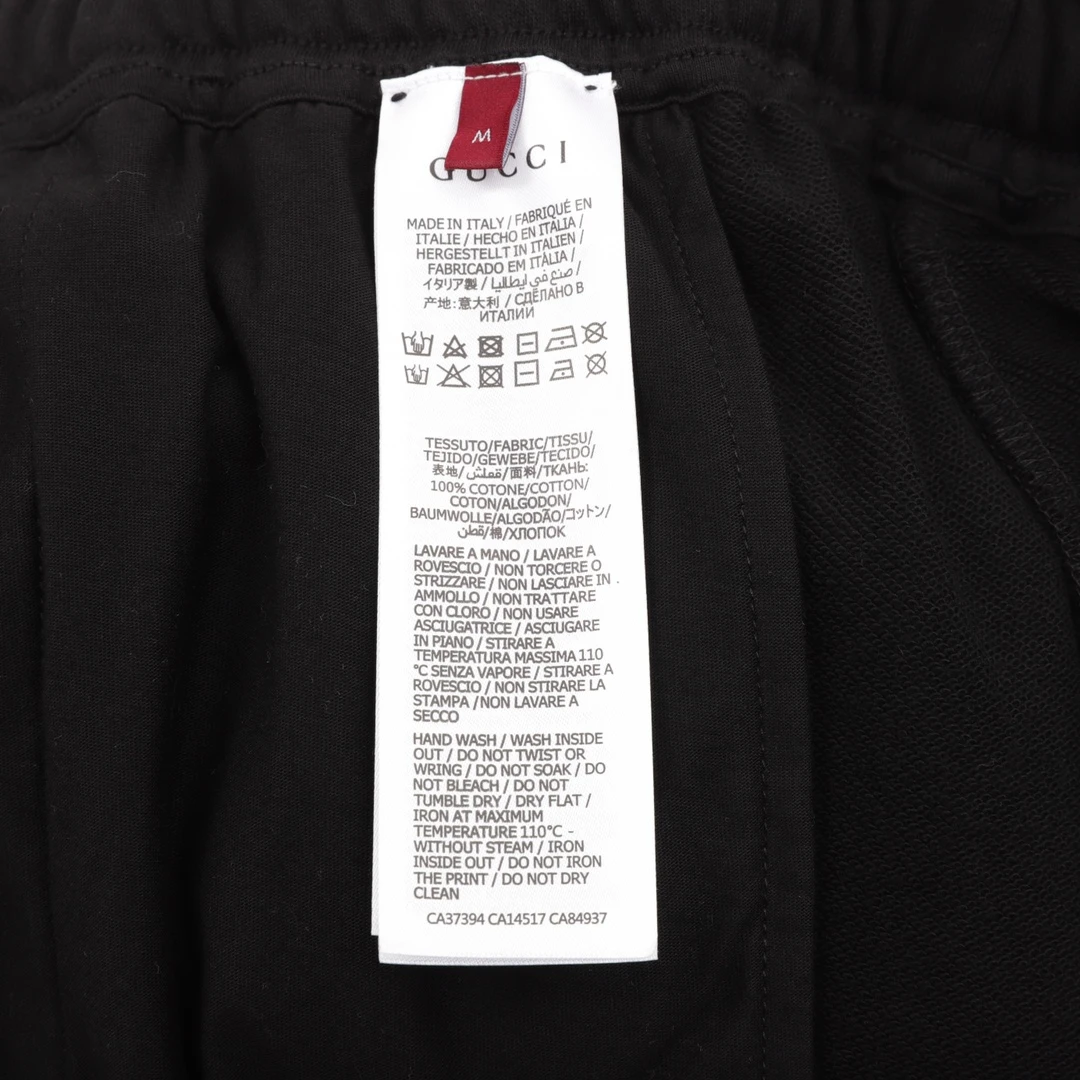 M
GUCCI
MADE IN ITALY / FABRIQUÉ EN
ITALIE / HECHO EN ITALIA /
HERGESTELLT IN ITALIEN /
FABRICADO EM ITÁLIA /
イタリア製 / صنع في ايطاليا /
产地:意大利 / СДЕЛАНО В
ИТАЛИИ
TESSUTO/FABRIC/TISSU/
TEJIDO/GEWEBE/TECIDO/
表地/قماش/面料/ТКАНЬ:
100% COTONE/COTTON/
COTON/ALGODON/
BAUMWOLLE/ALGODÃO/コットン/
قطن/棉/ХЛОПОК
LAVARE A MANO / LAVARE A
ROVESCIO / NON TORCERE O
STRIZZARE / NON LASCIARE IN
AMMOLLO / NON TRATTARE
CON CLORO / NON USARE
ASCIUGATRICE / ASCIUGARE
IN PIANO / STIRARE A
TEMPERATURA MASSIMA 110
°C SENZA VAPORE / STIRARE A
ROVESCIO / NON STIRARE LA
STAMPA /NON LAVARE A
SECCO
HAND WASH / WASH INSIDE
OUT / DO NOT TWIST OR
WRING / DO NOT SOAK / DO
NOT BLEACH / DO NOT
TUMBLE DRY / DRY FLAT /
IRON AT MAXIMUM
TEMPERATURE 110°C -
WITHOUT STEAM / IRON
INSIDE OUT / DO NOT IRON
THE PRINT / DO NOT DRY
CLEAN
CA37394 CA14517 CA84937